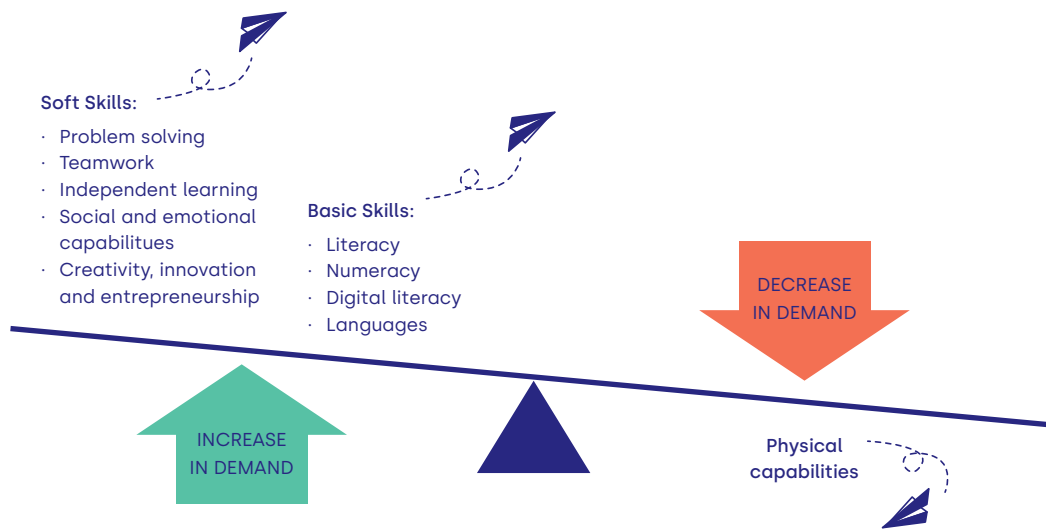 Soft Skills:
· Problem solving
· Teamwork
· Independent learning
· Social and emotional
capabilitues
· Creativity, innovation
and entrepreneurship
Basic Skills:
· Literacy
· Numeracy
· Digital literacy
· Languages
DECREASE
IN DEMAND
INCREASE
IN DEMAND
Physical
capabilities